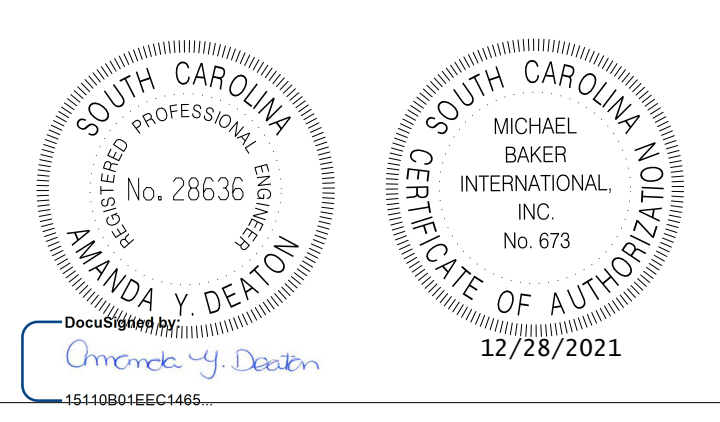 SOUTH CAROLINA
REGISTERED PROFESSIONAL ENGINEER
No. 28636
AMANDA Y. DEATON
SOUTH CAROLINA
MICHAEL
BAKER
INTERNATIONAL,
INC.
No. 673
CERTIFICATE OF AUTHORIZATION
DocuSigned by:
Amanda Y. Deaton
15110B01EEC1465...
12/28/2021